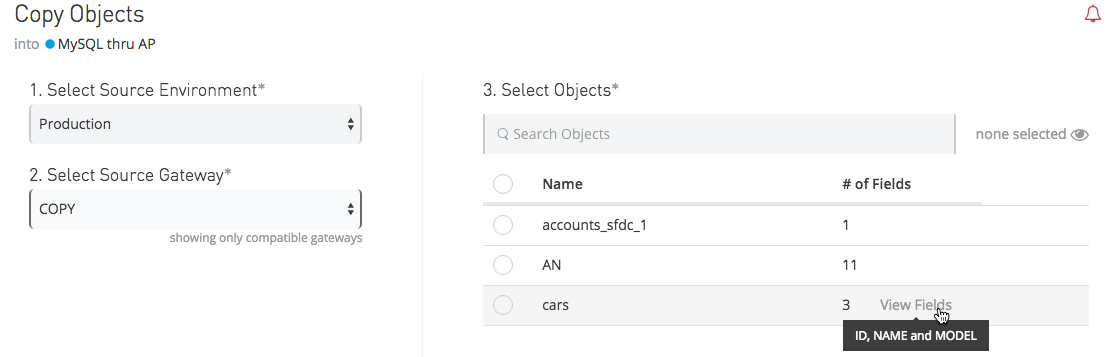 Copy Objects
into MySQL thru AP
1. Select Source Environment*
Production
2. Select Source Gateway*
COPY
showing only compatible gateways
3. Select Objects*
Search Objects
none selected
Name # of Fields
accounts_sfdc_1 1
AN 11
cars 3 View Fields
ID, NAME and MODEL